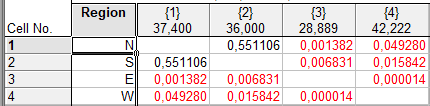 Cell No. Region {1} {2} {3} {4}
37,400 36,000 28,889 42,222
1 N 0,551106 0,001382 0,049280
2 S 0,551106 0,006831 0,015842
3 E 0,001382 0,006831 0,000014
4 W 0,049280 0,015842 0,000014